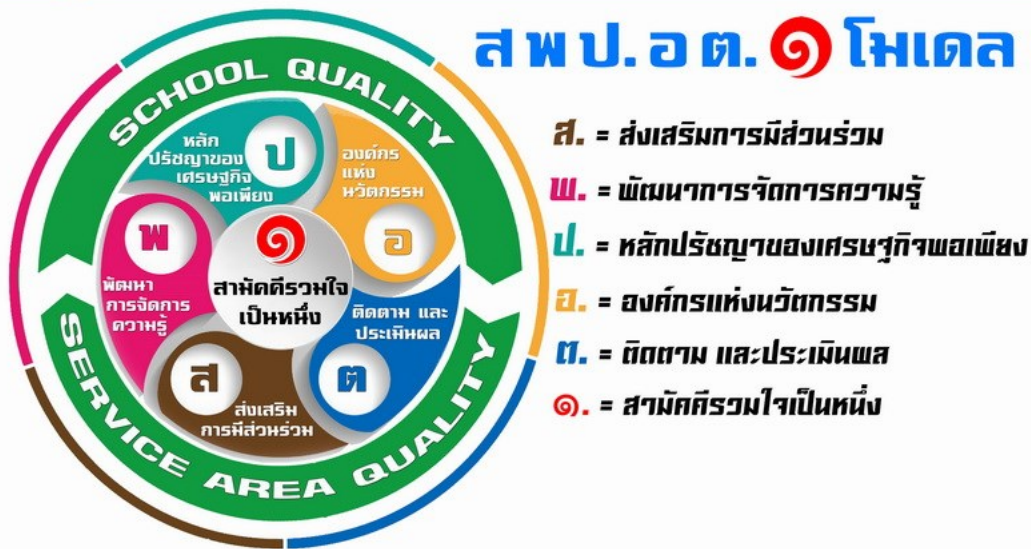 สพป.อต.๑ โมเดล
ส. = ส่งเสริมการมีส่วนร่วม
พ. = พัฒนาการจัดการความรู้
ป. = หลักปรัชญาของเศรษฐกิจพอเพียง
อ. = องค์กรแห่งนวัตกรรม
ต. = ติดตาม และประเมินผล
๑. = สามัคคีรวมใจเป็นหนึ่ง
SCHOOL QUALITY
หลัก
ปรัชญาของ
เศรษฐกิจ
พอเพียง
ป
องค์กร
แห่ง
นวัตกรรม
อ
พ
พัฒนา
การจัดการ
ความรู้
๑
สามัคคีรวมใจ
เป็นหนึ่ง
ติดตาม และ
ประเมินผล
ต
ส
ส่งเสริม
การมีส่วนร่วม
SERVICE AREA QUALITY